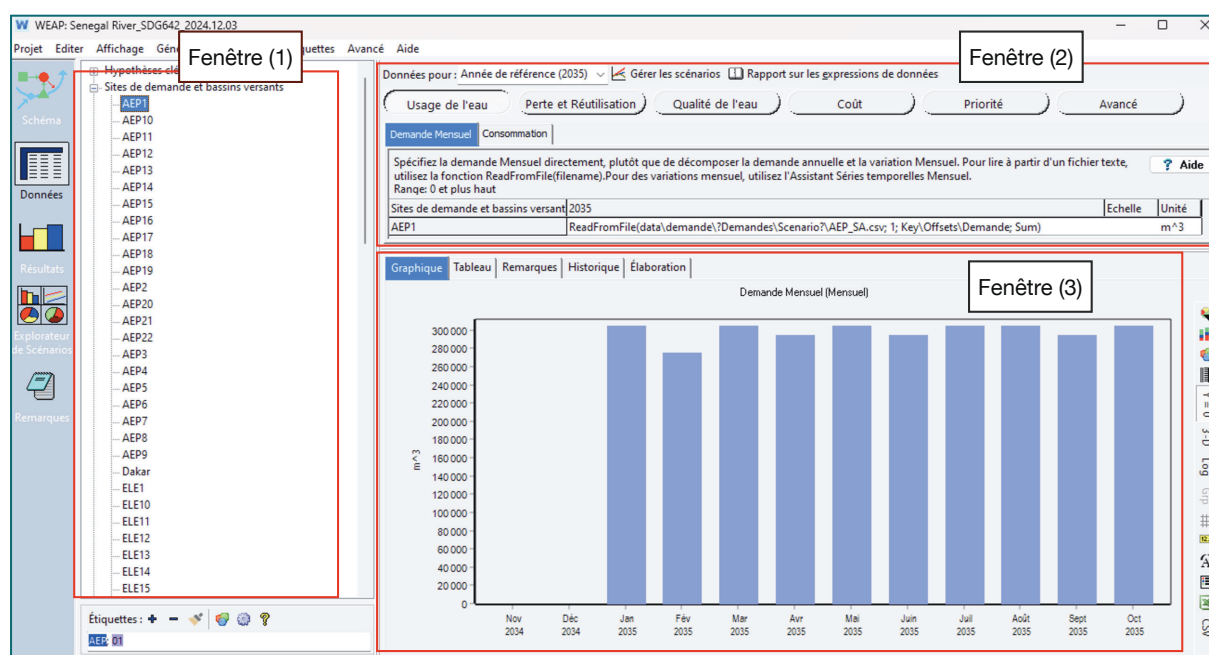 WEAP: Senegal River_SDG642_2024.12.03
Projet Editer Affichage Géné quettes Avancé Aide
Fenêtre (1)
Schéma
Données
Résultats
Explorateur
de Scénarios
Remarques
Hypothèses clé
Sites de demande et bassins versants
AEP1
AEP10
AEP11
AEP12
AEP13
AEP14
AEP15
AEP16
AEP17
AEP18
AEP19
AEP2
AEP20
AEP21
AEP22
AEP3
AEP4
AEP5
AEP6
AEP7
AEP8
AEP9
Dakar
ELE1
ELE10
ELE11
ELE12
ELE13
ELE14
ELE15
Étiquettes :
AEP: 01
Fenêtre (2)
Données pour : Année de référence (2035) Gérer les scénarios Rapport sur les expressions de données
Usage de l'eau Perte et Réutilisation Qualité de l'eau Coût Priorité Avancé
Demande Mensuel Consommation
Spécifiez la demande Mensuel directement, plutôt que de décomposer la demande annuelle et la variation Mensuel. Pour lire à partir d'un fichier texte,
utilisez la fonction ReadFromFile(filename).Pour des variations mensuel, utilisez l'Assistant Séries temporelles Mensuel.
Range: 0 et plus haut
? Aide
Sites de demande et bassins versant 2035 Echelle Unité
AEP1 ReadFromFile(data\demande\?Demandes\Scenario?\AEP_SA.csv; 1; Key\Offsets\Demande; Sum) m^3
Graphique Tableau Remarques Historique Élaboration
Fenêtre (3)
Demande Mensuel (Mensuel)
m^3
300 000
280 000
260 000
240 000
220 000
200 000
180 000
160 000
140 000
120 000
100 000
80 000
60 000
40 000
20 000
0
Nov Déc Jan Fév Mar Avr Mai Juin Juil Août Sept Oct
2034 2034 2035 2035 2035 2035 2035 2035 2035 2035 2035 2035
Y = 0
3-D
Log
Grp